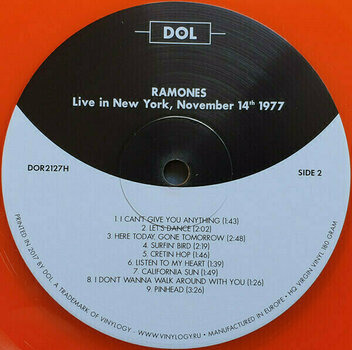 DOL
RAMONES
Live in New York, November 14th 1977
DOR2127H
SIDE 2
1. I CAN'T GIVE YOU ANYTHING (1:43)
2. LET'S DANCE (2:02)
3. HERE TODAY, GONE TOMORROW (2:48)
4. SURFIN' BIRD (2:19)
5. CRETIN HOP (1:46)
6. LISTEN TO MY HEART (1:39)
7. CALIFORNIA SUN (1:49)
8. I DON'T WANNA WALK AROUND WITH YOU (1:26)
9. PINHEAD (3:26)
PRINTED IN 2017 BY DOL, A TRADEMARK OF VINYLOGY - WWW.VINYLOGY.RU - MANUFACTURED IN EUROPE - HQ VIRGIN VINYL 180 GRAM